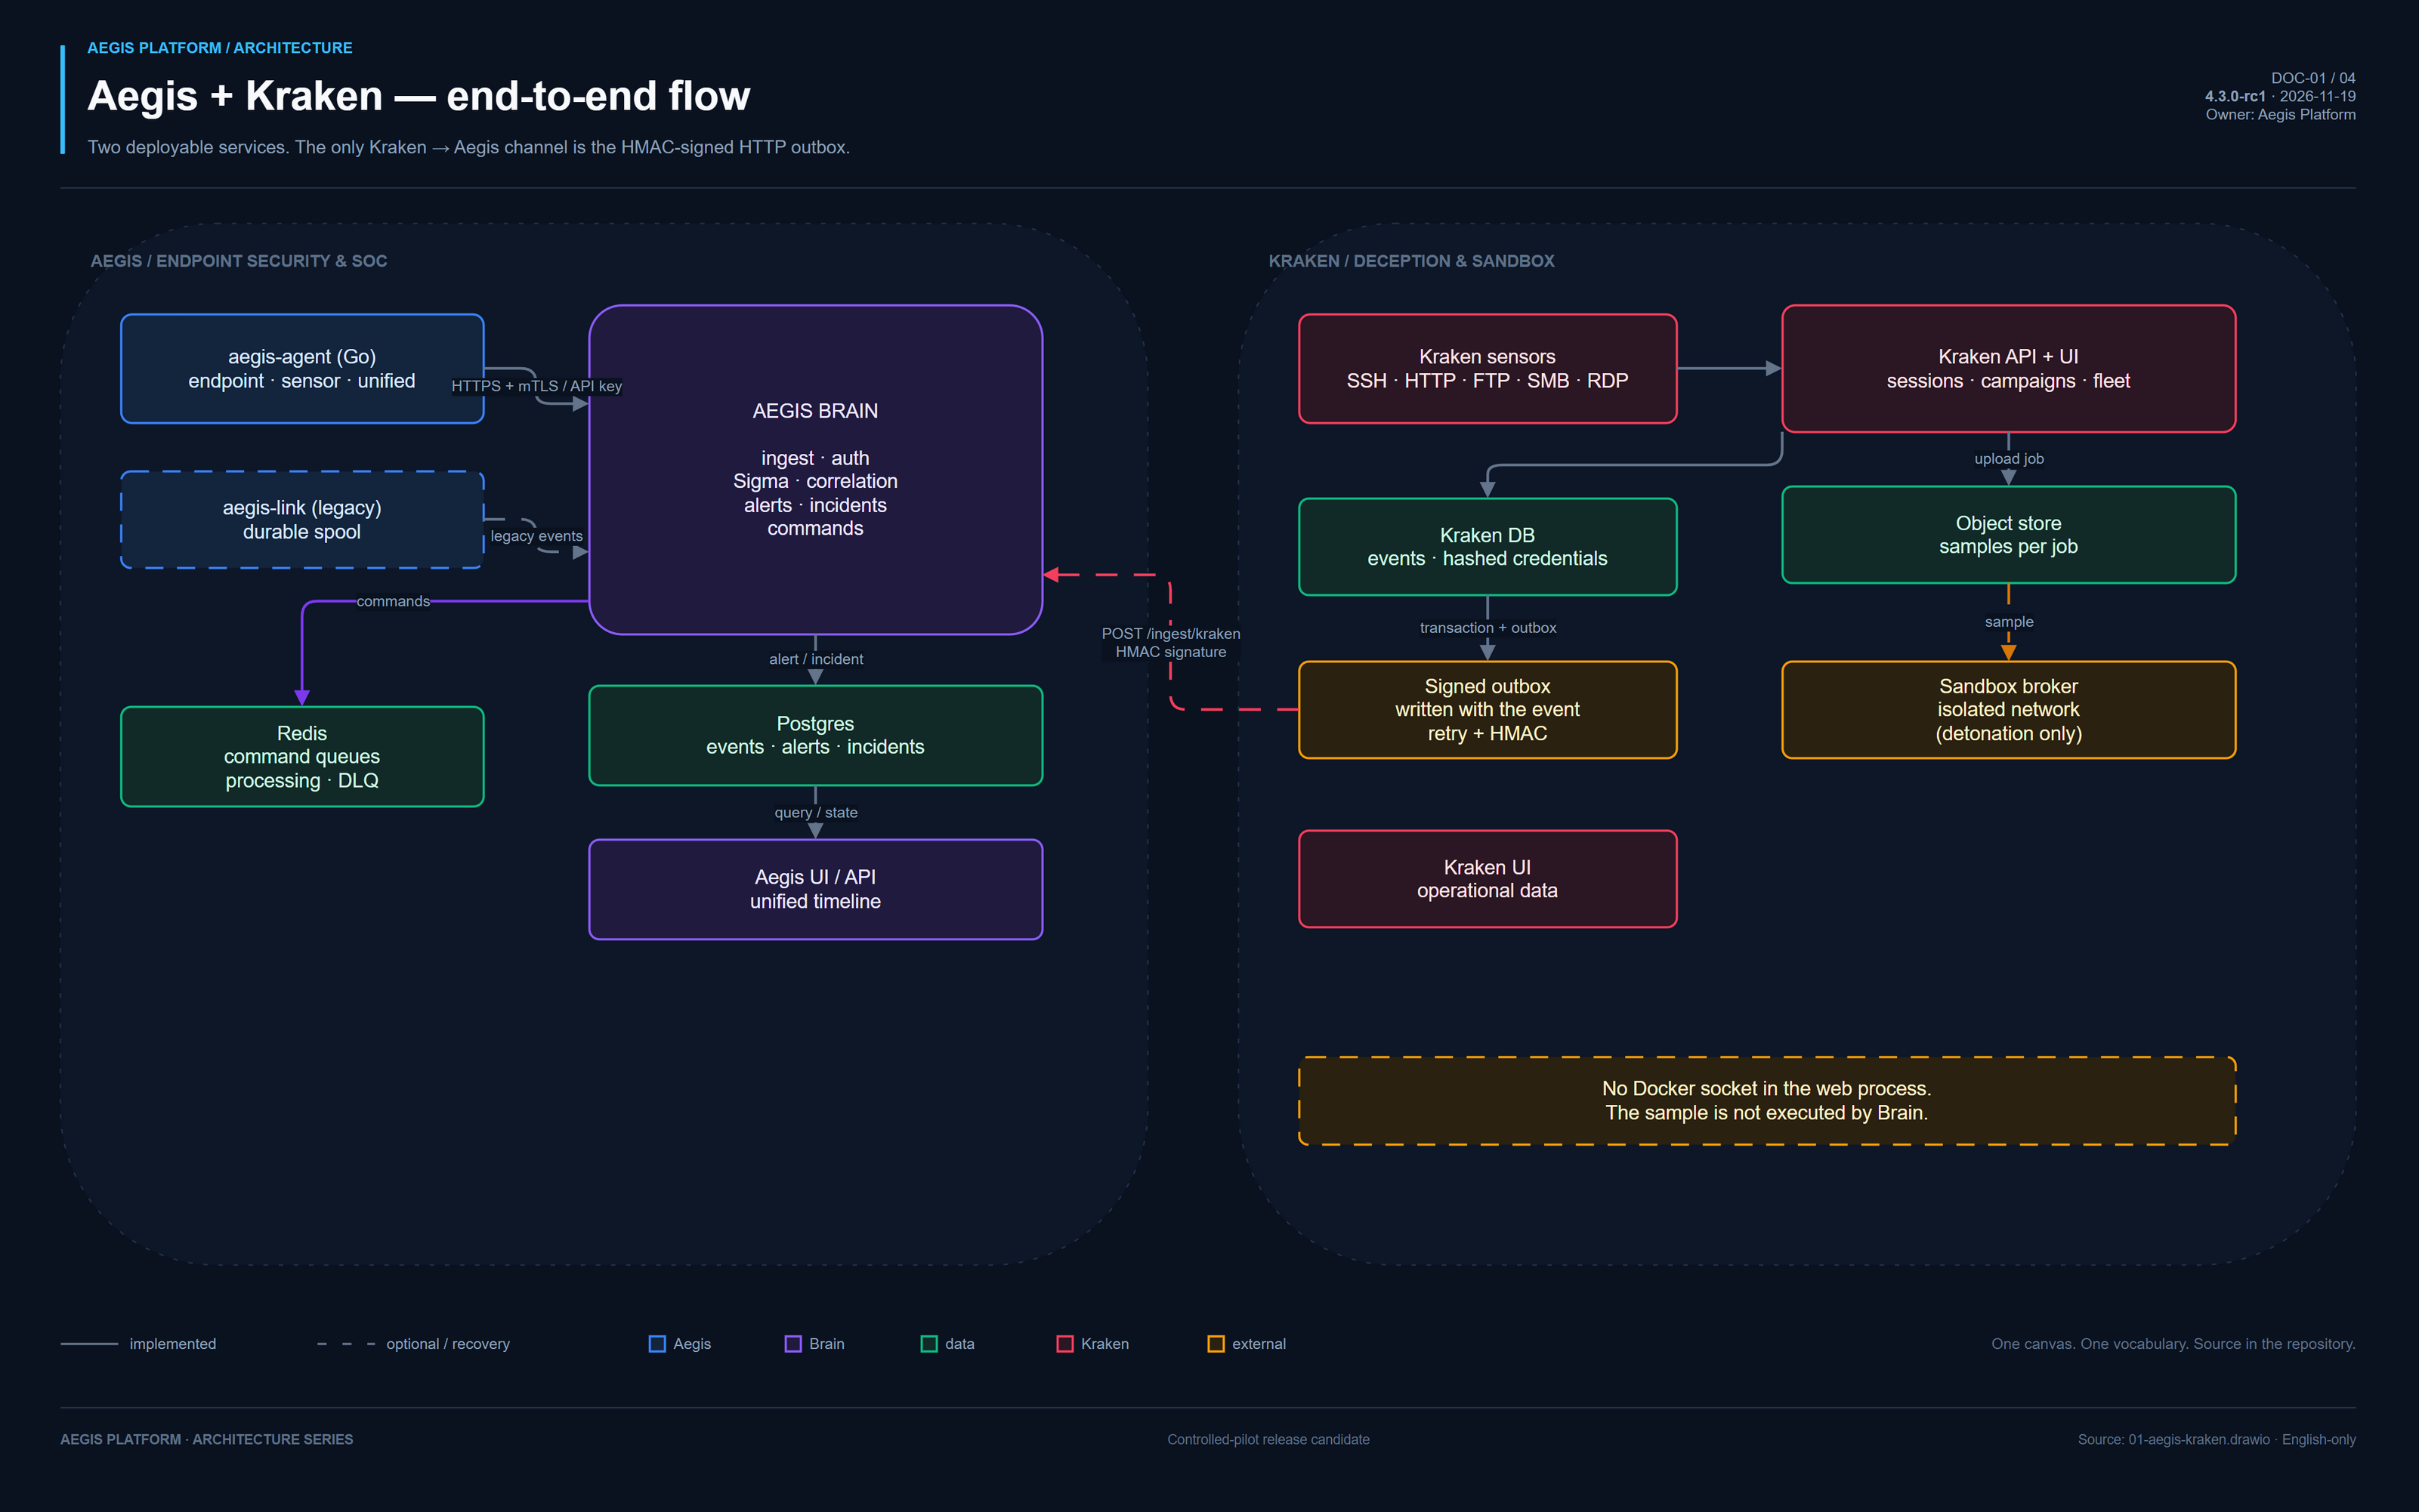 AEGIS PLATFORM / ARCHITECTURE
Aegis + Kraken — end-to-end flow
Two deployable services. The only Kraken → Aegis channel is the HMAC-signed HTTP outbox.
DOC-01 / 04
4.3.0-rc1 · 2026-11-19
Owner: Aegis Platform
AEGIS / ENDPOINT SECURITY & SOC
aegis-agent (Go)
endpoint · sensor · unified
HTTPS + mTLS / API key
aegis-link (legacy)
durable spool
legacy events
AEGIS BRAIN
ingest · auth
Sigma · correlation
alerts · incidents
commands
commands
Redis
command queues
processing · DLQ
alert / incident
Postgres
events · alerts · incidents
query / state
Aegis UI / API
unified timeline
POST /ingest/kraken
HMAC signature
KRAKEN / DECEPTION & SANDBOX
Kraken sensors
SSH · HTTP · FTP · SMB · RDP
Kraken API + UI
sessions · campaigns · fleet
upload job
Kraken DB
events · hashed credentials
Object store
samples per job
transaction + outbox
sample
Signed outbox
written with the event
retry + HMAC
Sandbox broker
isolated network
(detonation only)
Kraken UI
operational data
No Docker socket in the web process.
The sample is not executed by Brain.
implemented
optional / recovery
Aegis
Brain
data
Kraken
external
One canvas. One vocabulary. Source in the repository.
AEGIS PLATFORM · ARCHITECTURE SERIES
Controlled-pilot release candidate
Source: 01-aegis-kraken.drawio · English-only